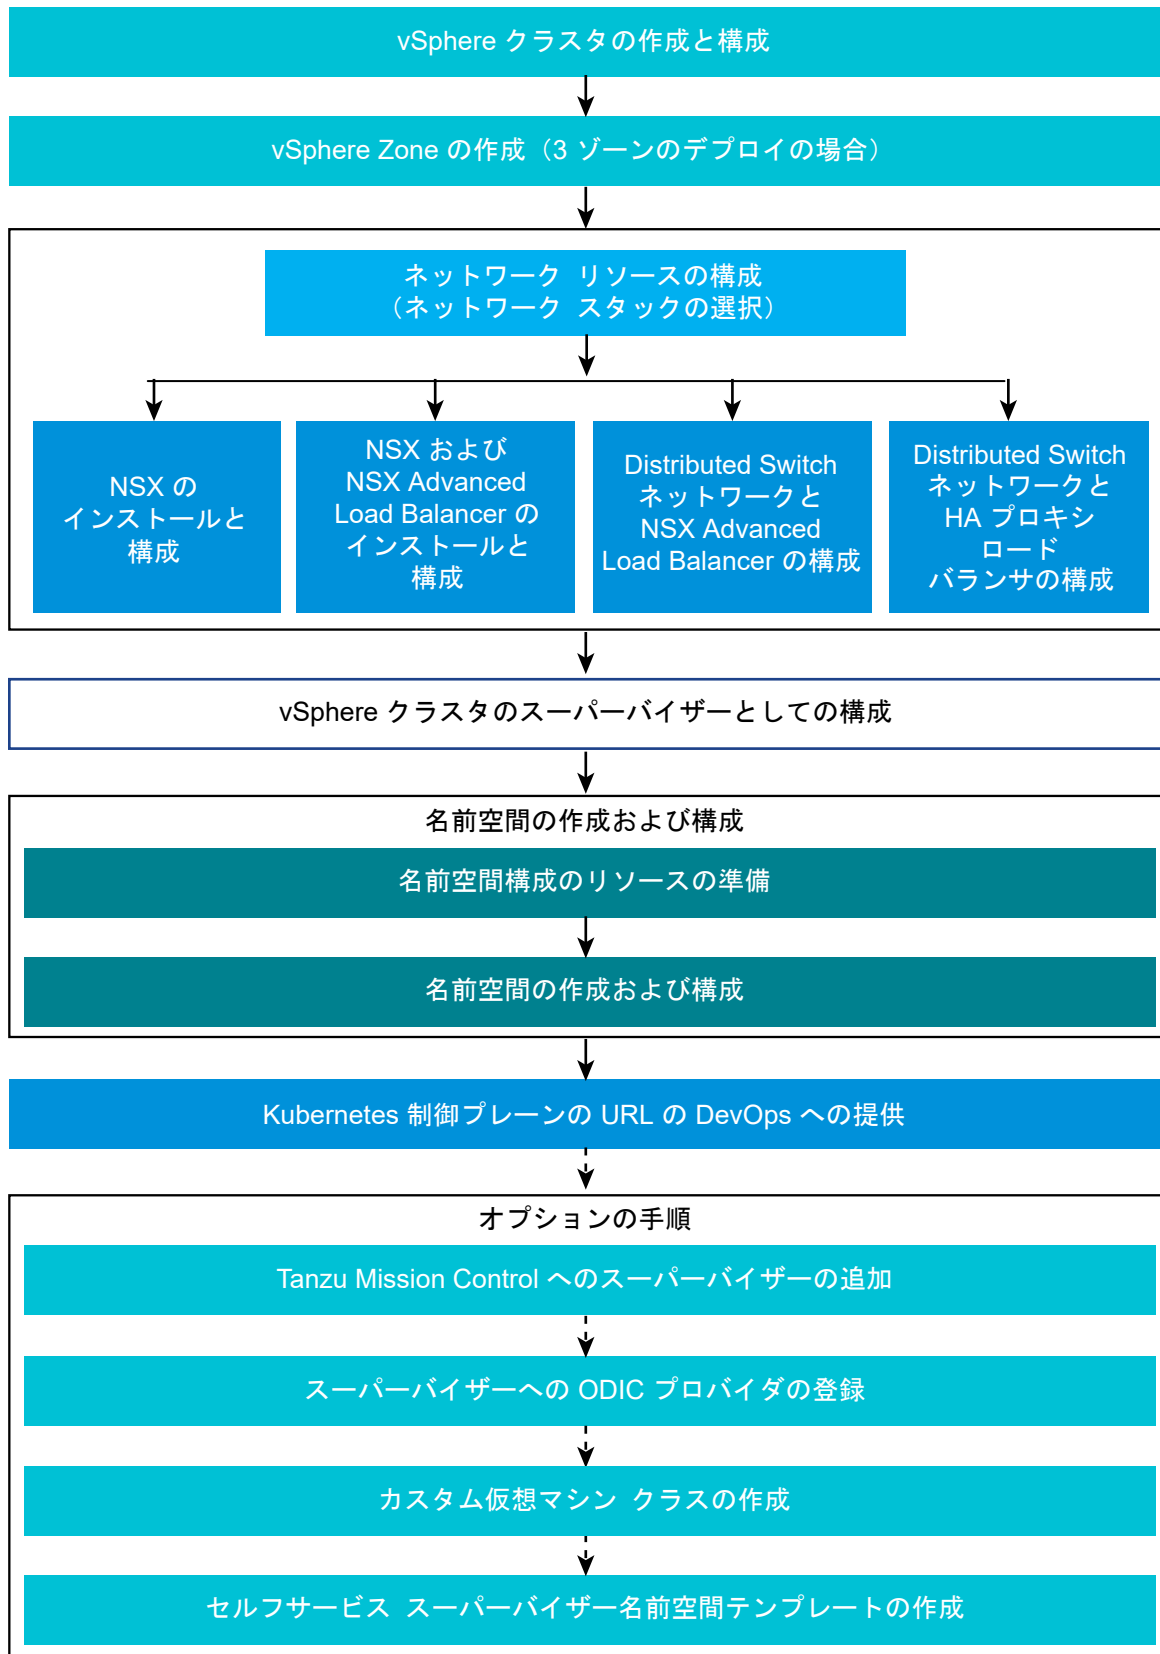 vSphere クラスタの作成と構成
vSphere Zone の作成（3 ゾーンのデプロイの場合）
ネットワーク リソースの構成
（ネットワーク スタックの選択）
NSX の
インストールと
構成
NSX および
NSX Advanced
Load Balancer の
インストールと
構成
Distributed Switch
ネットワークと
NSX Advanced
Load Balancer の構成
Distributed Switch
ネットワークと
HA プロキシ
ロード
バランサの構成
vSphere クラスタのスーパーバイザーとしての構成
名前空間の作成および構成
名前空間構成のリソースの準備
名前空間の作成および構成
Kubernetes 制御プレーンの URL の DevOps への提供
オプションの手順
Tanzu Mission Control へのスーパーバイザーの追加
スーパーバイザーへの ODIC プロバイダの登録
カスタム仮想マシン クラスの作成
セルフサービス スーパーバイザー名前空間テンプレートの作成